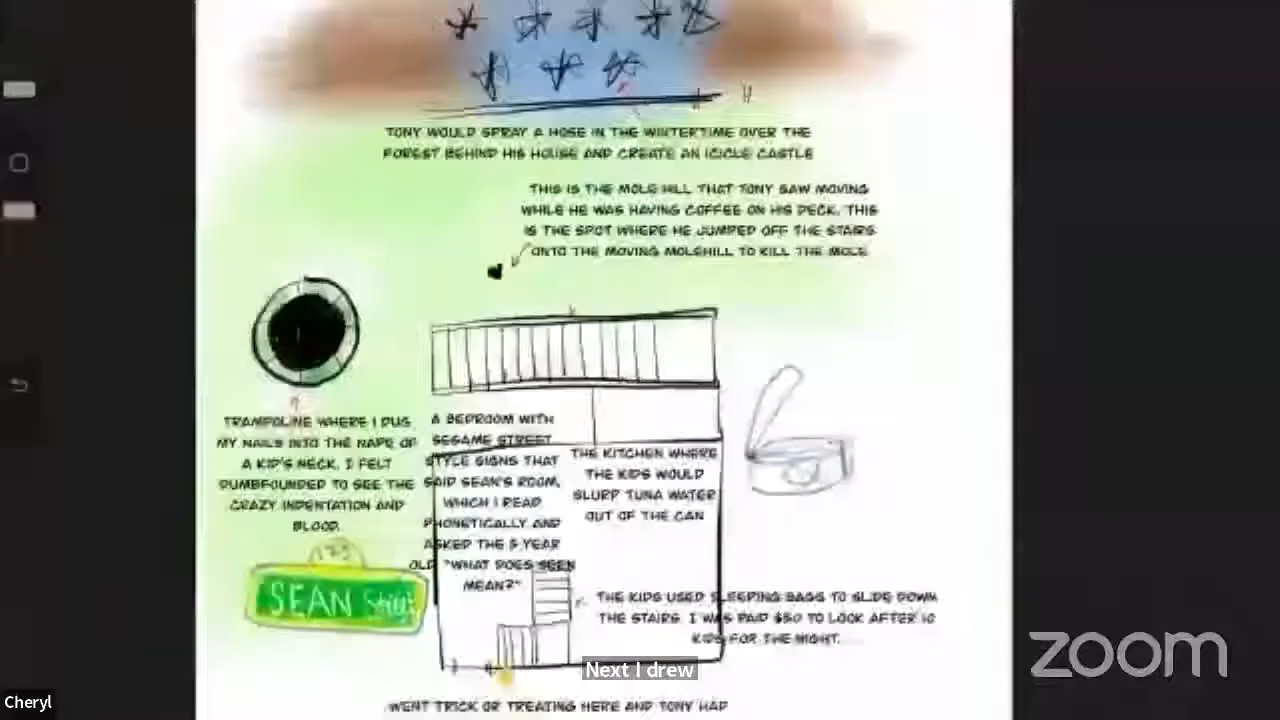 TONY WOULD SPRAY A HOSE IN THE WINTERTIME OVER THE
FOREST BEHIND HIS HOUSE AND CREATE AN ICICLE CASTLE
THIS IS THE MOLE HILL THAT TONY SAW MOVING
WHILE HE WAS HAVING COFFEE ON HIS DECK. THIS
IS THE SPOT WHERE HE JUMPED OFF THE STAIRS
ONTO THE MOVING MOLEHILL TO KILL THE MOLE
TRAMPOLINE WHERE I DUG
MY NAILS INTO THE NAPE OF
A KID'S NECK. I FELT
DUMBFOUNDED TO SEE THE
CRAZY INDENTATION AND
BLOOD.
A BEDROOM WITH
SESAME STREET
STYLE SIGNS THAT
SAID SEAN'S ROOM,
WHICH I READ
PHONETICALLY AND
ASKED THE 5 YEAR
OLD "WHAT DOES SEEN
MEAN?"
THE KITCHEN WHERE
THE KIDS WOULD
SLURP TUNA WATER
OUT OF THE CAN
123
SEAN Street
THE KIDS USED SLEEPING BAGS TO SLIDE DOWN
THE STAIRS. I WAS PAID $50 TO LOOK AFTER 10
KIDS FOR THE NIGHT.
zoom
Next I drew
Cheryl
WENT TRICK OR TREATING HERE AND TONY HAD